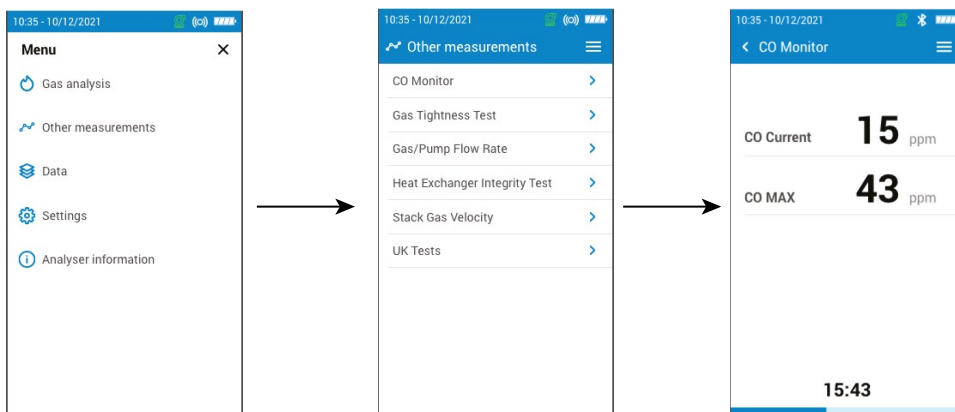 10:35 - 10/12/2021
Menu
Gas analysis
Other measurements
Data
Settings
Analyser information
10:35 - 10/12/2021
Other measurements
CO Monitor
Gas Tightness Test
Gas/Pump Flow Rate
Heat Exchanger Integrity Test
Stack Gas Velocity
UK Tests
10:35 - 10/12/2021
CO Monitor
CO Current 15 ppm
CO MAX 43 ppm
15:43